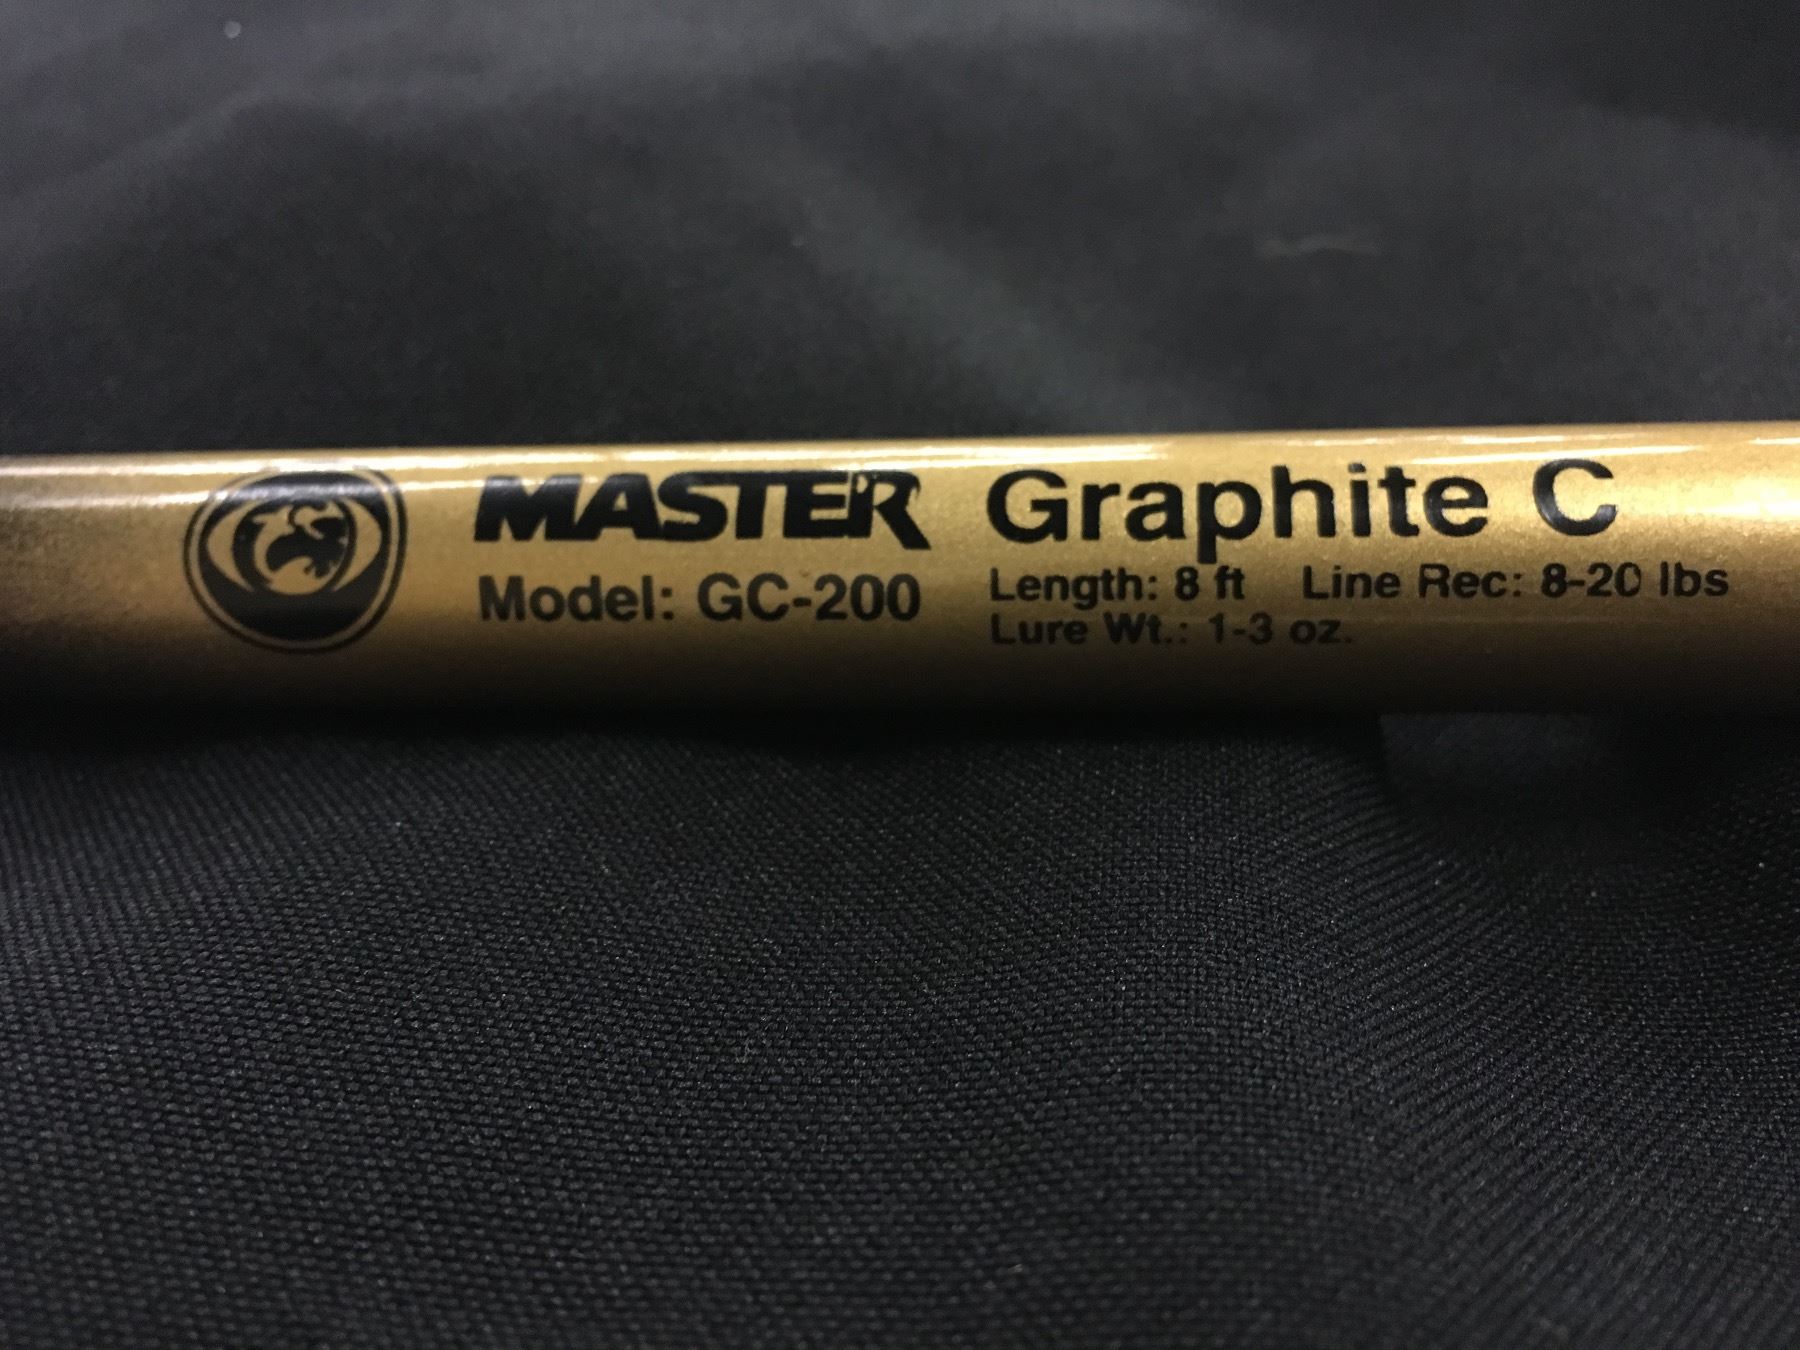 MASTER Graphite C
Model: GC-200
Length: 8 ft Line Rec: 8-20 lbs
Lure Wt.: 1-3 oz.